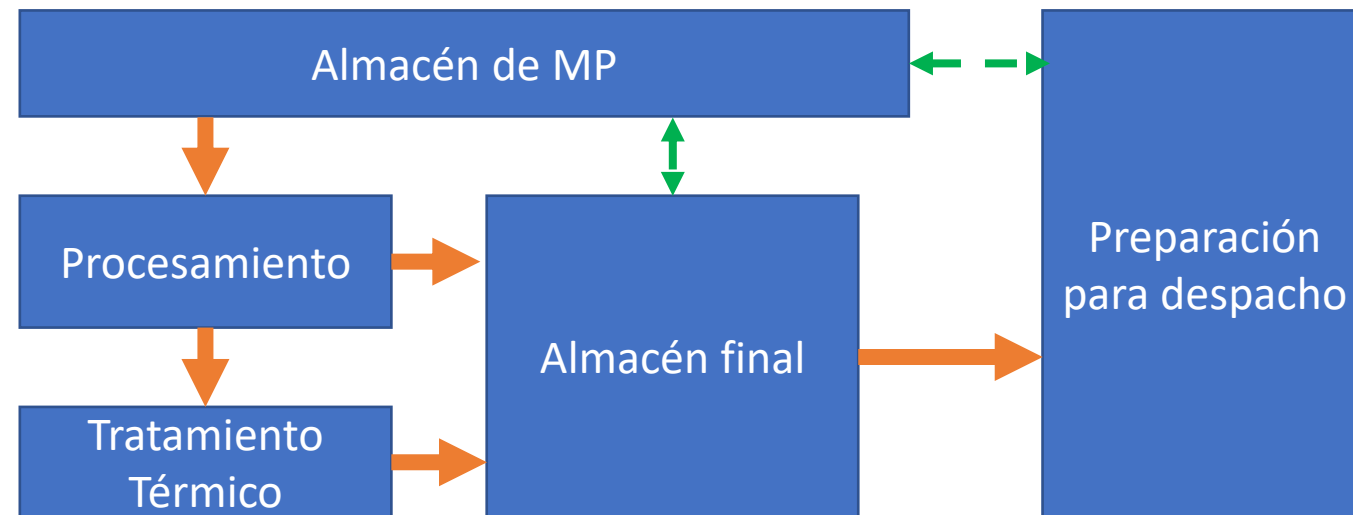 Almacén de MP
Procesamiento
Tratamiento
Térmico
Almacén final
Preparación
para despacho